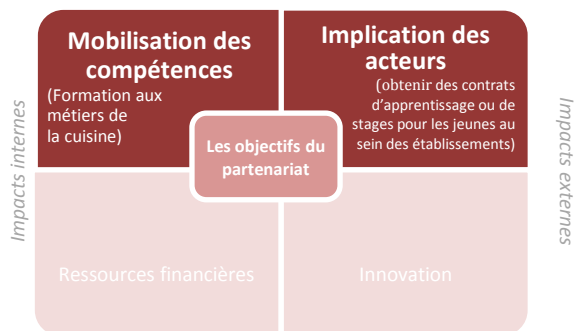 Impacts internes
Mobilisation des
compétences
(Formation aux
métiers de
la cuisine)
Implication des
acteurs
(obtenir des contrats
d’apprentissage ou de
stages pour les jeunes au
sein des établissements)
Les objectifs du
partenariat
Ressources financières
Innovation
Impacts externes